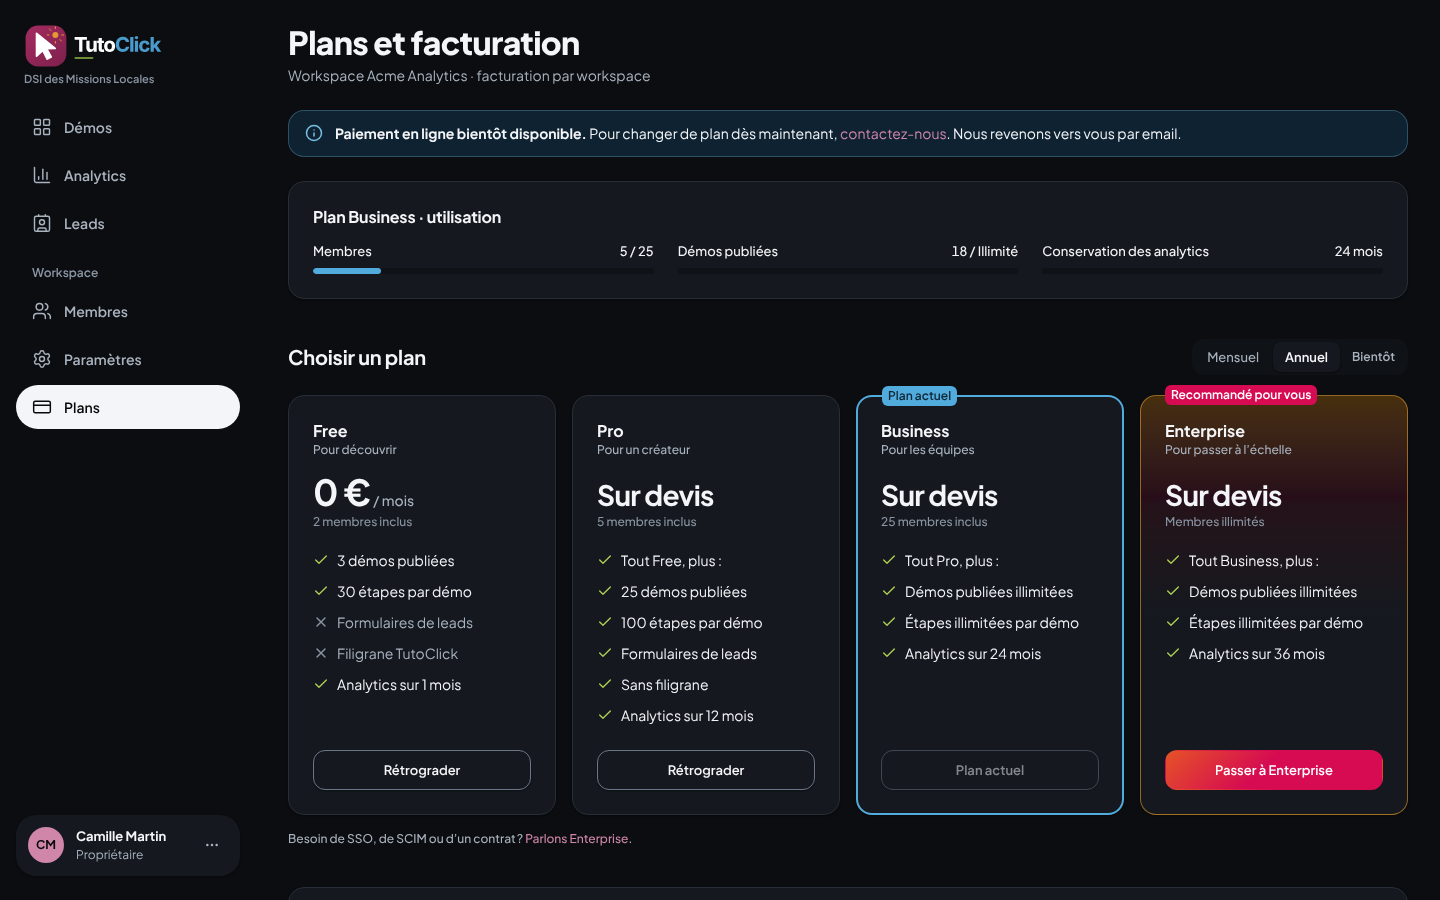 TutoClick
DSI des Missions Locales
Démos
Analytics
Leads
Workspace
Membres
Paramètres
Plans
CM
Camille Martin
Propriétaire
Plans et facturation
Workspace Acme Analytics · facturation par workspace
Paiement en ligne bientôt disponible. Pour changer de plan dès maintenant, contactez-nous. Nous revenons vers vous par email.
Plan Business · utilisation
Membres 5 / 25
Démos publiées 18 / Illimité
Conservation des analytics 24 mois
Choisir un plan
Mensuel Annuel Bientôt
Free
Pour découvrir
0 € / mois
2 membres inclus
3 démos publiées
30 étapes par démo
Formulaires de leads
Filigrane TutoClick
Analytics sur 1 mois
Rétrograder
Pro
Pour un créateur
Sur devis
5 membres inclus
Tout Free, plus :
25 démos publiées
100 étapes par démo
Formulaires de leads
Sans filigrane
Analytics sur 12 mois
Rétrograder
Plan actuel
Business
Pour les équipes
Sur devis
25 membres inclus
Tout Pro, plus :
Démos publiées illimitées
Étapes illimitées par démo
Analytics sur 24 mois
Plan actuel
Recommandé pour vous
Enterprise
Pour passer à l'échelle
Sur devis
Membres illimités
Tout Business, plus :
Démos publiées illimitées
Étapes illimitées par démo
Analytics sur 36 mois
Passer à Enterprise
Besoin de SSO, de SCIM ou d'un contrat ? Parlons Enterprise.